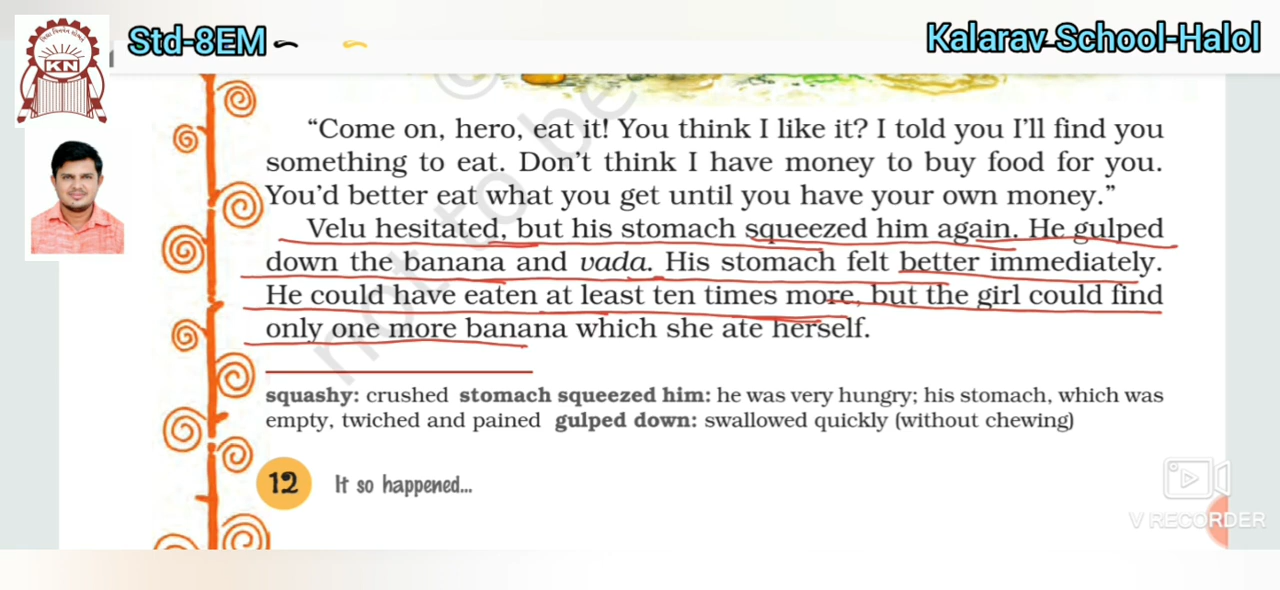 Std-8EM
Kalarav School-Halol
KN
not to be
“Come on, hero, eat it! You think I like it? I told you I’ll find you
something to eat. Don’t think I have money to buy food for you.
You’d better eat what you get until you have your own money.”
Velu hesitated, but his stomach squeezed him again. He gulped
down the banana and vada. His stomach felt better immediately.
He could have eaten at least ten times more, but the girl could find
only one more banana which she ate herself.
squashy: crushed stomach squeezed him: he was very hungry; his stomach, which was
empty, twiched and pained gulped down: swallowed quickly (without chewing)
12 It so happened...
V RECORDER